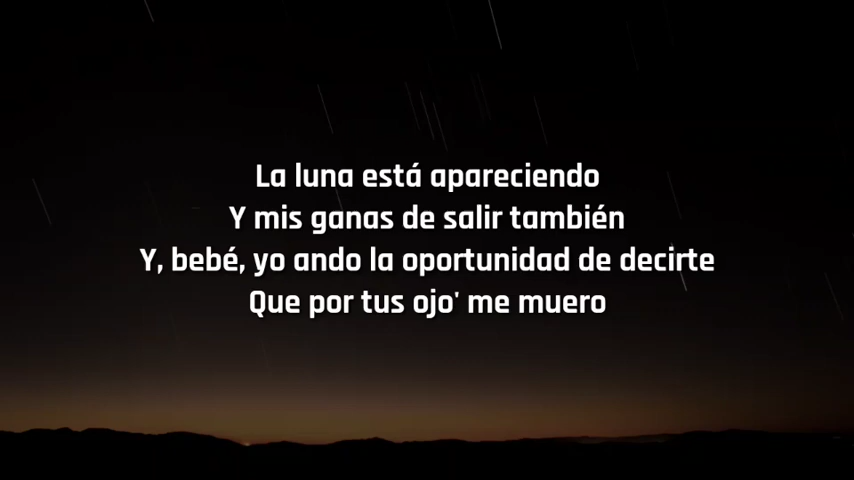 La luna está apareciendo
Y mis ganas de salir también
Y, bebé, yo ando la oportunidad de decirte
Que por tus ojo' me muero